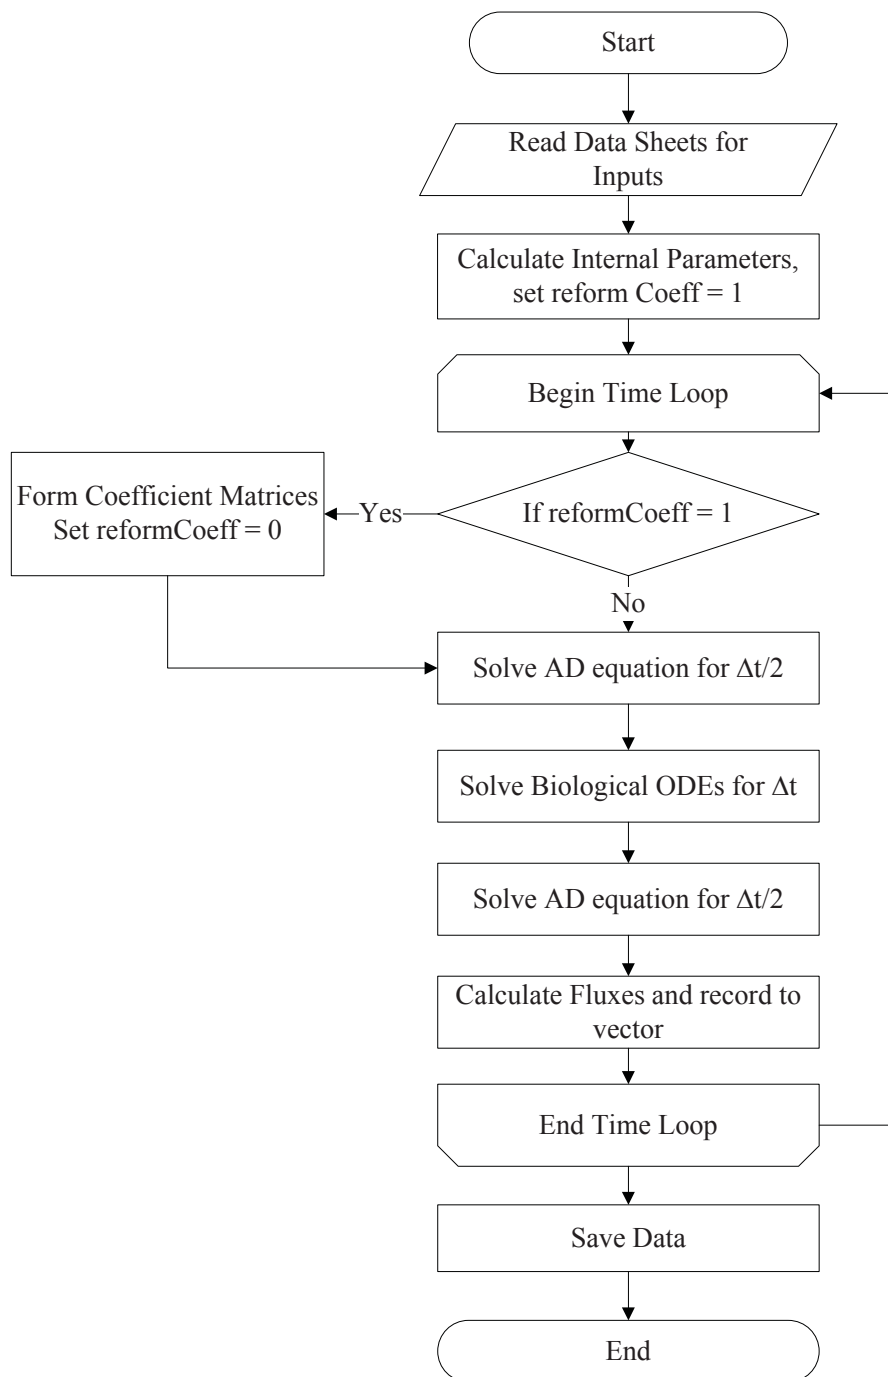 Start
Read Data Sheets for
Inputs
Calculate Internal Parameters,
set reform Coeff = 1
Begin Time Loop
Form Coefficient Matrices
Set reformCoeff = 0
Yes
If reformCoeff = 1
No
Solve AD equation for Δt/2
Solve Biological ODEs for Δt
Solve AD equation for Δt/2
Calculate Fluxes and record to
vector
End Time Loop
Save Data
End